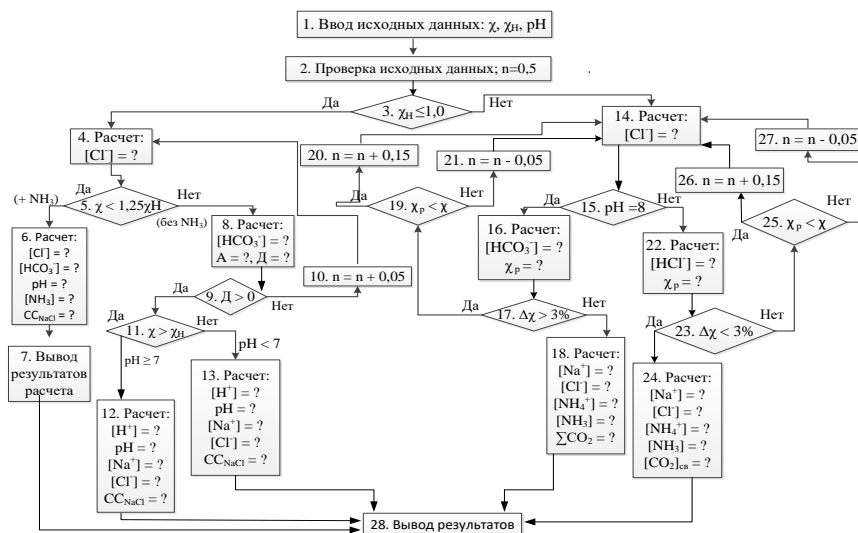 1. Ввод исходных данных: χ, χН, pH
2. Проверка исходных данных; n=0,5
3. χН ≤1,0
Да
Нет
4. Расчет:
[Cl⁻] = ?
14. Расчет:
[Cl⁻] = ?
27. n = n - 0,05
20. n = n + 0,15
21. n = n - 0,05
26. n = n + 0,15
(+ NH₃)
Да
Нет
5. χ < 1,25χН
(без NH₃)
Да
19. χр < χ
Нет
15. pH =8
Да
Нет
25. χр < χ
Да
Нет
6. Расчет:
[Cl⁻] = ?
[HCO₃⁻] = ?
pH = ?
[NH₃] = ?
CCNaCl = ?
8. Расчет:
[HCO₃⁻] = ?
А = ?, Д = ?
16. Расчет:
[HCO₃⁻] = ?
χр = ?
22. Расчет:
[HCl⁻] = ?
χр = ?
10. n = n + 0,05
Да
9. Д > 0
Нет
Да
17. Δχ > 3%
Нет
Да
23. Δχ < 3%
Нет
Да
11. χ > χН
Нет
pH ≥ 7
pH < 7
7. Вывод
результатов
расчета
13. Расчет:
[H⁺] = ?
pH = ?
[Na⁺] = ?
[Cl⁻] = ?
CCNaCl = ?
18. Расчет:
[Na⁺] = ?
[Cl⁻] = ?
[NH₄⁺] = ?
[NH₃] = ?
∑CO₂ = ?
24. Расчет:
[Na⁺] = ?
[Cl⁻] = ?
[NH₄⁺] = ?
[NH₃] = ?
[CO₂]св = ?
12. Расчет:
[H⁺] = ?
pH = ?
[Na⁺] = ?
[Cl⁻] = ?
CCNaCl = ?
28. Вывод результатов